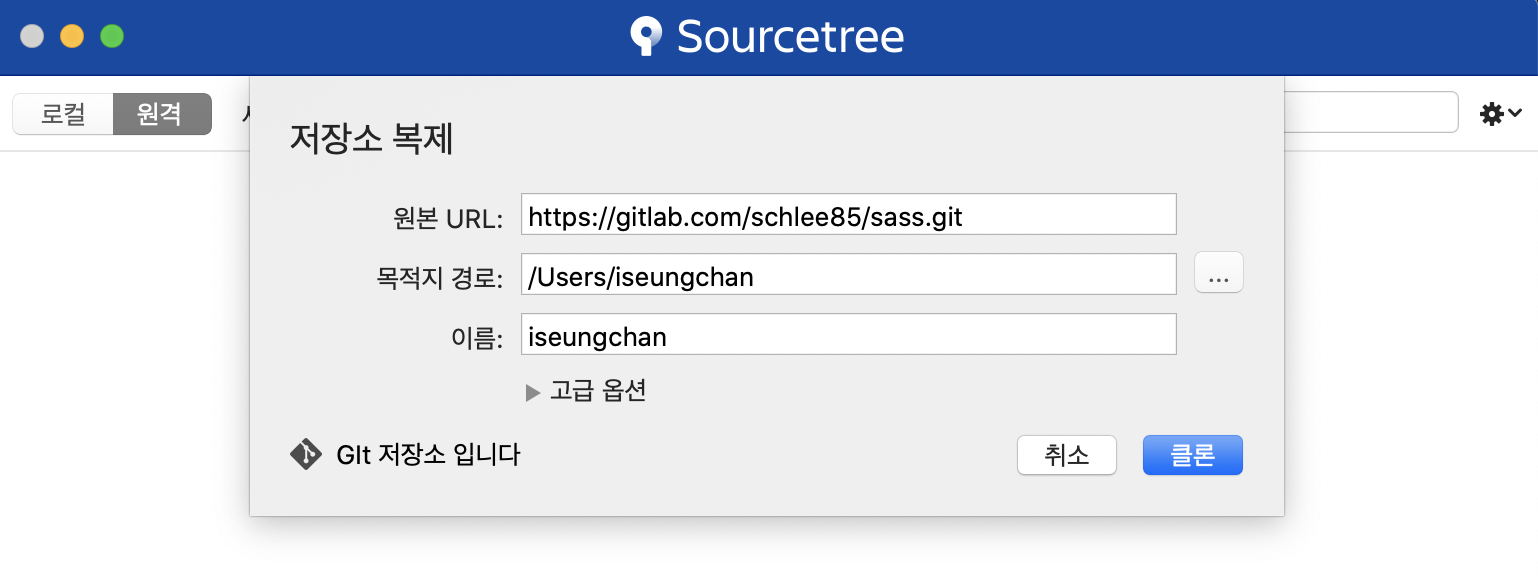 Sourcetree
로컬 원격
저장소 복제
원본 URL: https://gitlab.com/schlee85/sass.git
목적지 경로: /Users/iseungchan ...
이름: iseungchan
고급 옵션
GIt 저장소 입니다 취소 클론